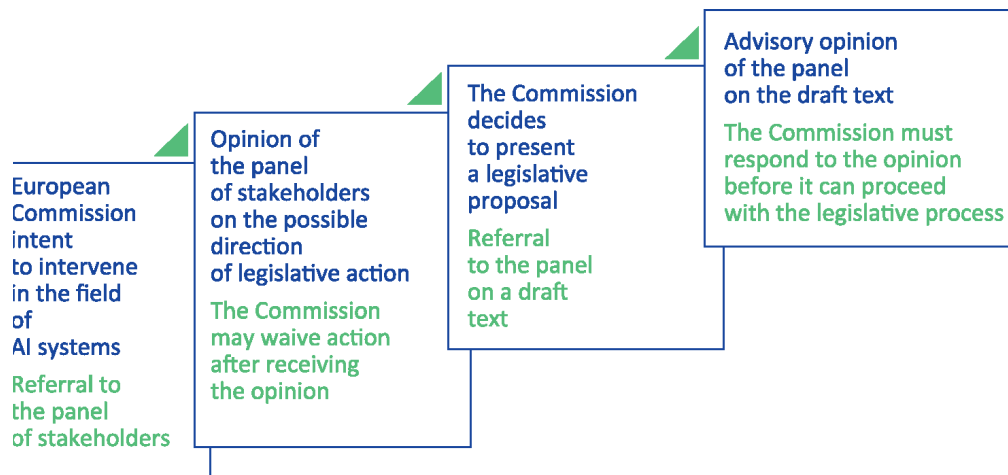 European
Commission
intent
to intervene
in the field
of
AI systems
Referral to
the panel
of stakeholders
Opinion of
the panel
of stakeholders
on the possible
direction
of legislative action
The Commission
may waive action
after receiving
the opinion
The Commission
decides
to present
a legislative
proposal
Referral
to the panel
on a draft
text
Advisory opinion
of the panel
on the draft text
The Commission must
respond to the opinion
before it can proceed
with the legislative process